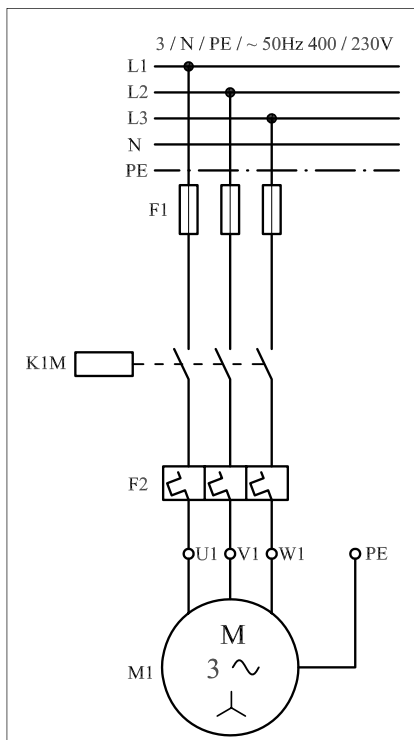 3 / N / PE / ~ 50Hz 400 / 230V
L1
L2
L3
N
PE
F1
K1M
F2
U1 V1 W1 PE
M
M1 3 ~